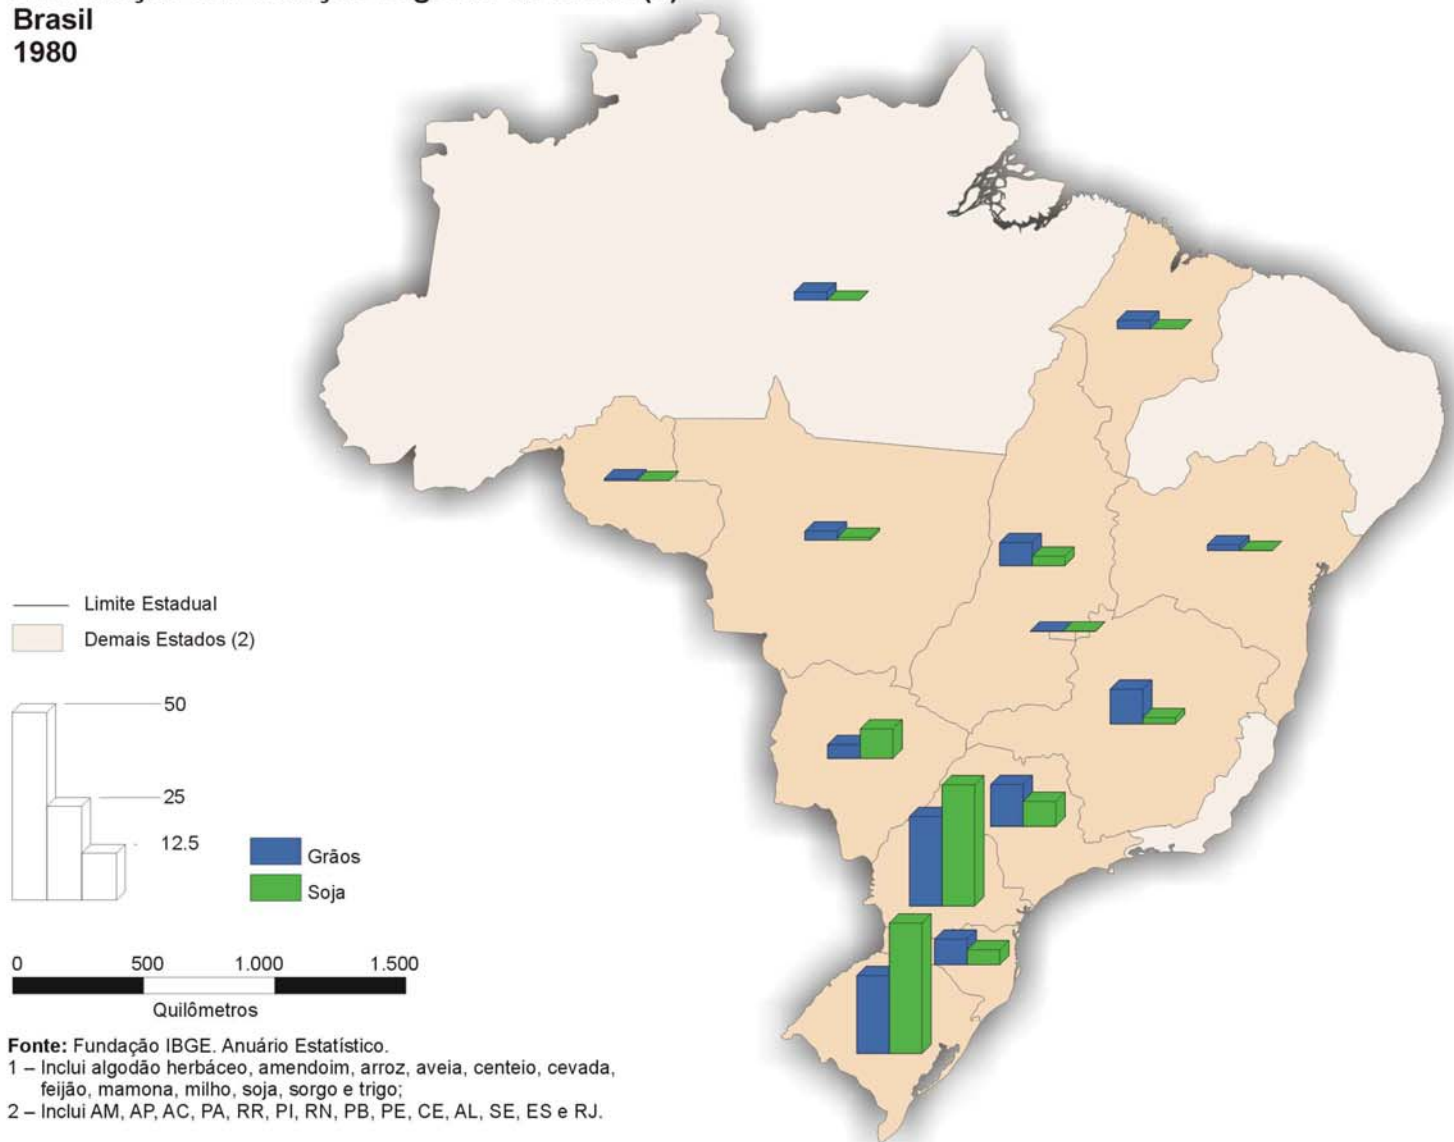 Brasil
1980
Limite Estadual
Demais Estados (2)
50
25
12.5
Grãos
Soja
0 500 1.000 1.500
Quilômetros
Fonte: Fundação IBGE. Anuário Estatístico.
1 – Inclui algodão herbáceo, amendoim, arroz, aveia, centeio, cevada,
feijão, mamona, milho, soja, sorgo e trigo;
2 – Inclui AM, AP, AC, PA, RR, PI, RN, PB, PE, CE, AL, SE, ES e RJ.